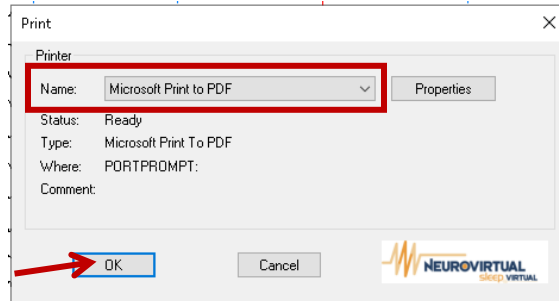 Print
Printer
Name: Microsoft Print to PDF Properties
Status: Ready
Type: Microsoft Print To PDF
Where: PORTPROMPT:
Comment:
OK Cancel
NEUROVIRTUAL
SLEEP VIRTUAL